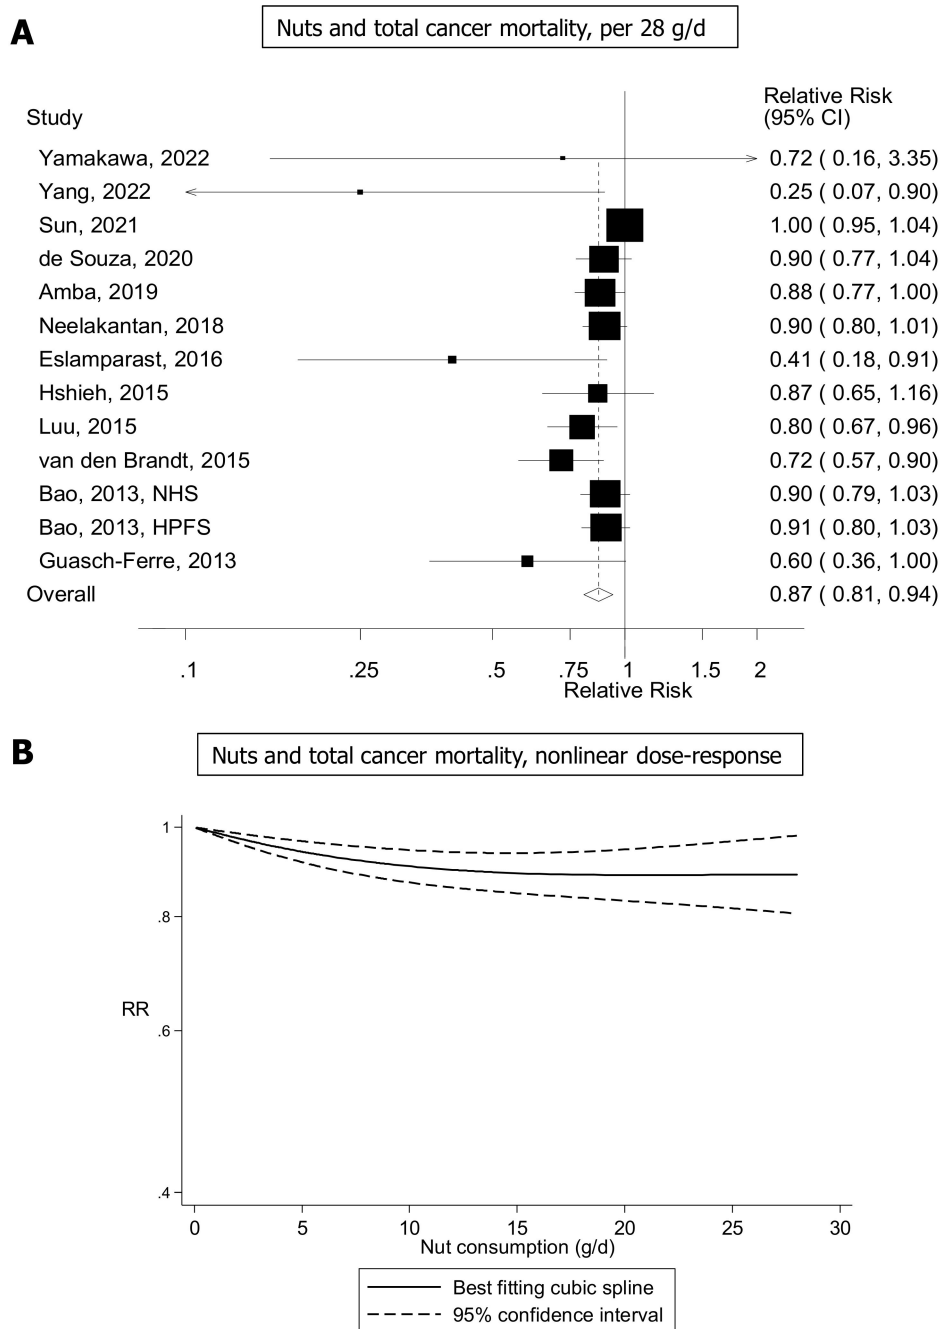 A
Nuts and total cancer mortality, per 28 g/d
Study
Relative Risk
(95% CI)
Yamakawa, 2022 0.72 ( 0.16, 3.35)
Yang, 2022 0.25 ( 0.07, 0.90)
Sun, 2021 1.00 ( 0.95, 1.04)
de Souza, 2020 0.90 ( 0.77, 1.04)
Amba, 2019 0.88 ( 0.77, 1.00)
Neelakantan, 2018 0.90 ( 0.80, 1.01)
Eslamparast, 2016 0.41 ( 0.18, 0.91)
Hshieh, 2015 0.87 ( 0.65, 1.16)
Luu, 2015 0.80 ( 0.67, 0.96)
van den Brandt, 2015 0.72 ( 0.57, 0.90)
Bao, 2013, NHS 0.90 ( 0.79, 1.03)
Bao, 2013, HPFS 0.91 ( 0.80, 1.03)
Guasch-Ferre, 2013 0.60 ( 0.36, 1.00)
Overall 0.87 ( 0.81, 0.94)
.1 .25 .5 .75 1 1.5 2
Relative Risk
B
Nuts and total cancer mortality, nonlinear dose-response
1
.8
RR
.6
.4
0 5 10 15 20 25 30
Nut consumption (g/d)
Best fitting cubic spline
95% confidence interval